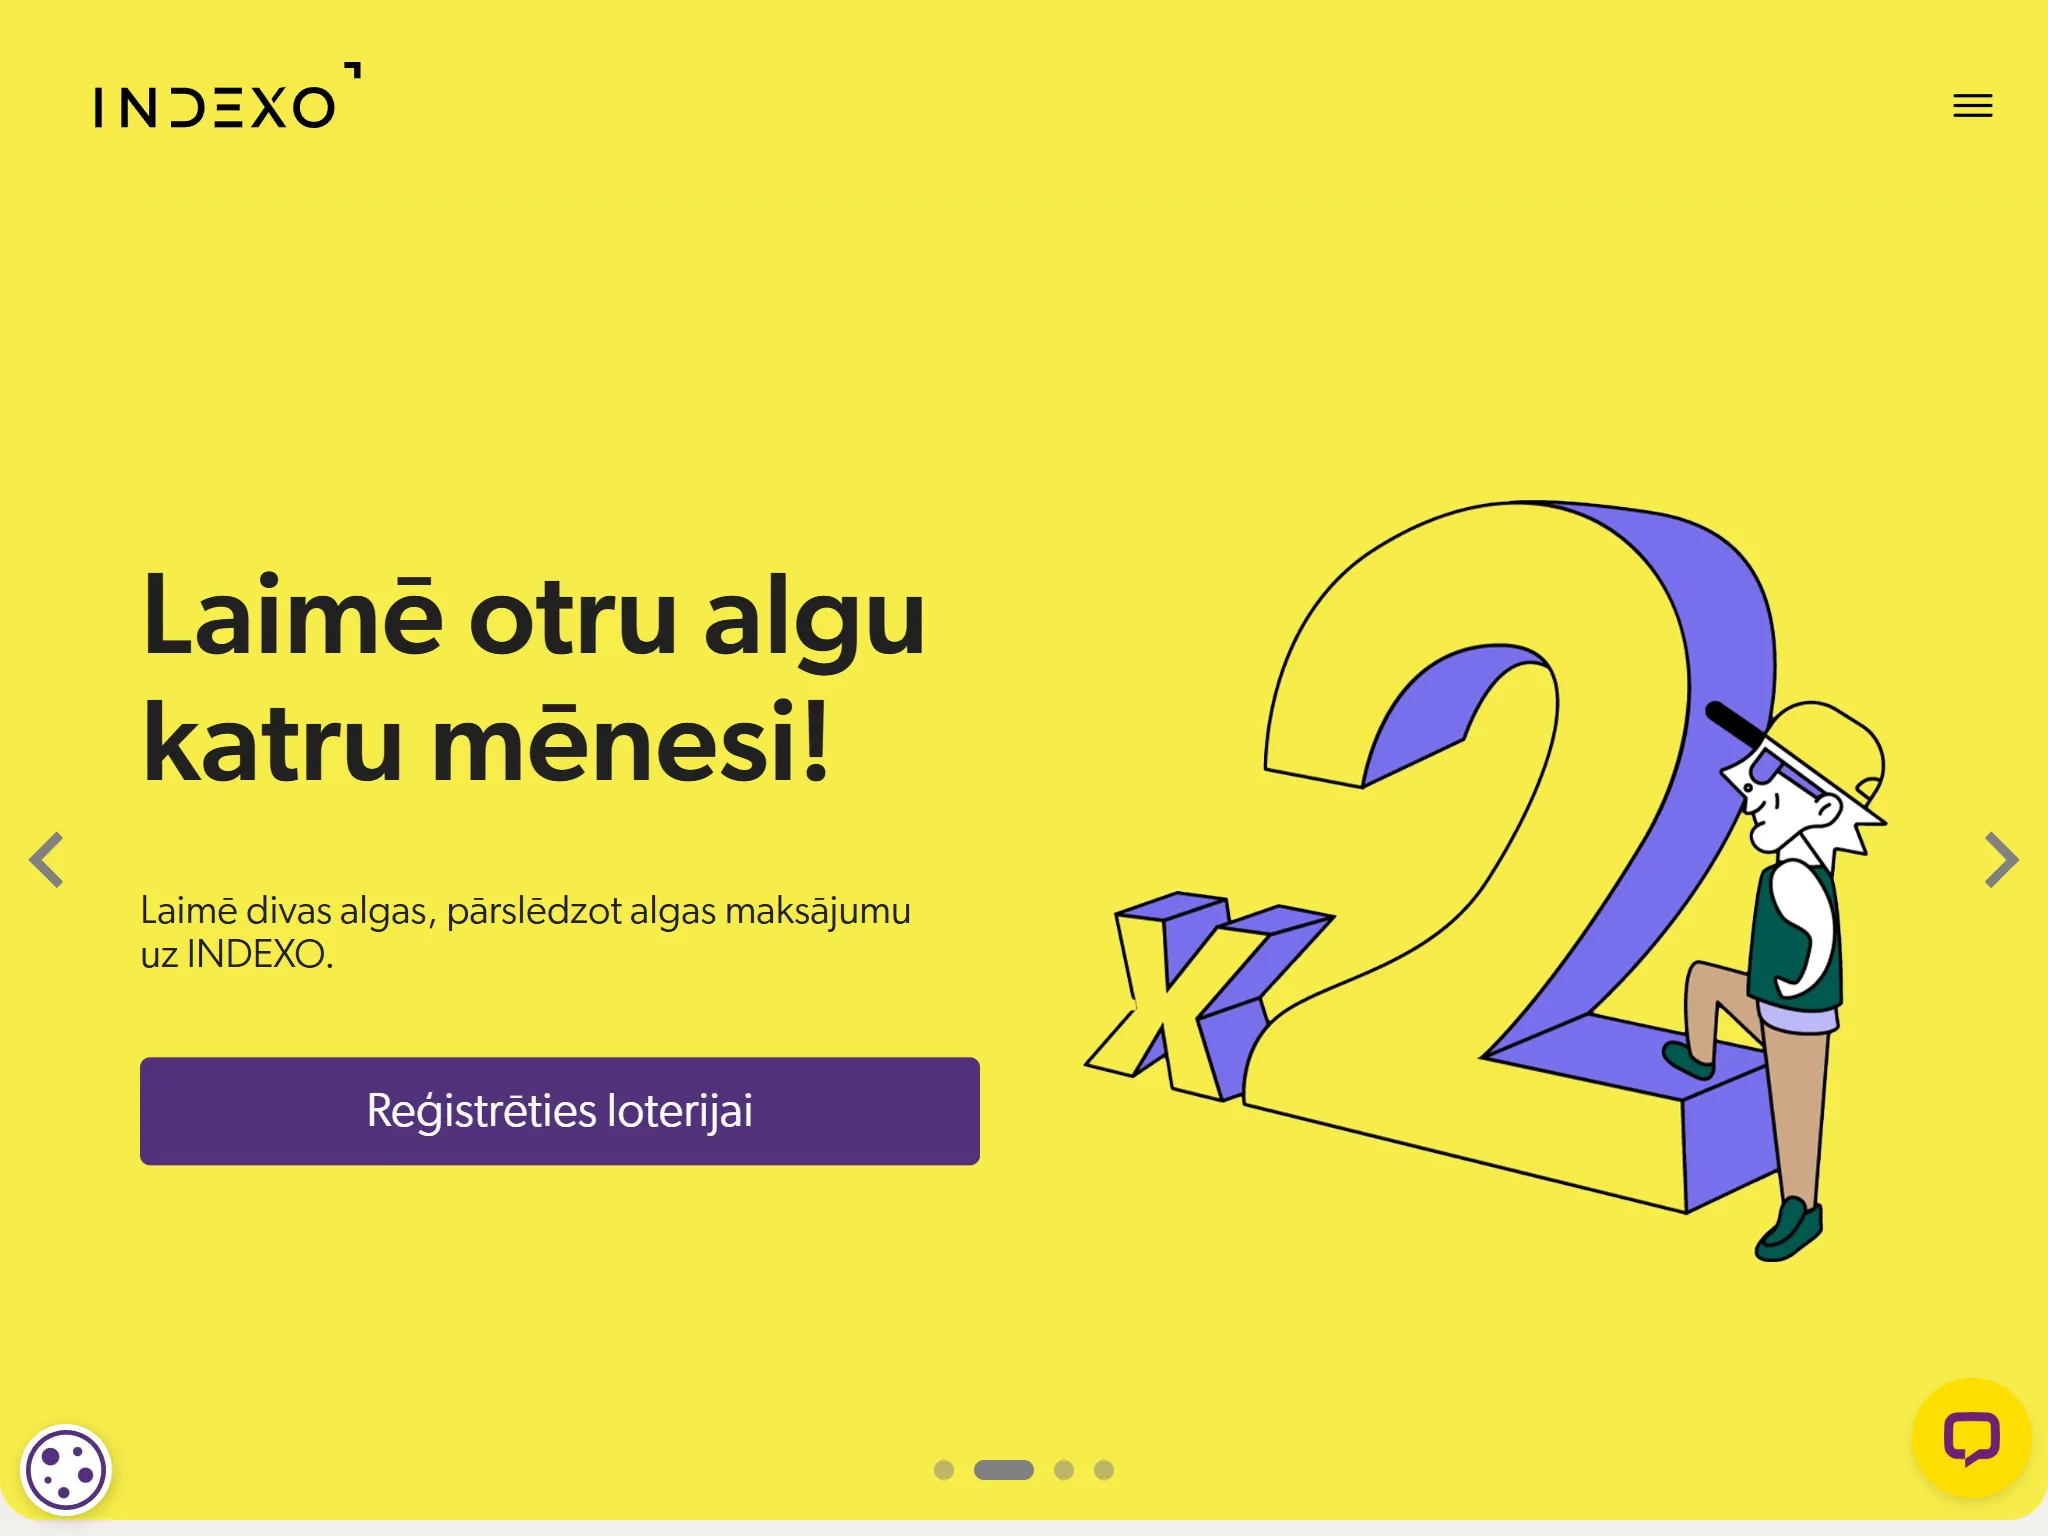 INDEXO
Laimē otru algu
katru mēnesi!
Laimē divas algas, pārslēdzot algas maksājumu
uz INDEXO.
Reģistrēties loterijai
x2